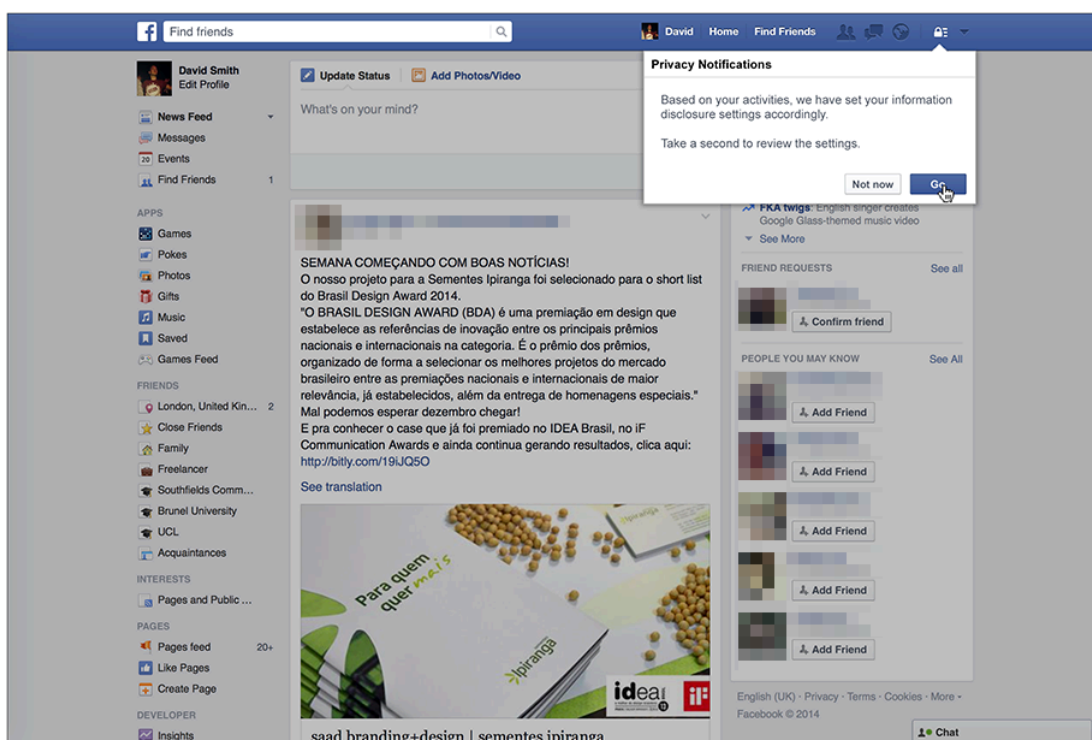 Find friends
David Home Find Friends
David Smith
Edit Profile
News Feed
Messages
20 Events
Find Friends 1
APPS
Games
Pokes
Photos
Gifts
Music
Saved
Games Feed
FRIENDS
London, United Kin... 2
Close Friends
Family
Freelancer
Southfields Comm...
Brunel University
UCL
Acquaintances
INTERESTS
Pages and Public ...
PAGES
Pages feed 20+
Like Pages
Create Page
DEVELOPER
Insights
Update Status Add Photos/Video
What's on your mind?
SEMANA COMEÇANDO COM BOAS NOTÍCIAS!
O nosso projeto para a Sementes Ipiranga foi selecionado para o short list
do Brasil Design Award 2014.
"O BRASIL DESIGN AWARD (BDA) é uma premiação em design que
estabelece as referências de inovação entre os principais prêmios
nacionais e internacionais na categoria. É o prêmio dos prêmios,
organizado de forma a selecionar os melhores projetos do mercado
brasileiro entre as premiações nacionais e internacionais de maior
relevância, já estabelecidos, além da entrega de homenagens especiais."
Mal podemos esperar dezembro chegar!
E pra conhecer o case que já foi premiado no IDEA Brasil, no iF
Communication Awards e ainda continua gerando resultados, clica aqui:
http://bitly.com/19iJQ5O
See translation
Ipiranga
Para quem
quer mais
Ipiranga
idea
iF
saad branding+design | sementes ipiranga
Privacy Notifications
Based on your activities, we have set your information
disclosure settings accordingly.
Take a second to review the settings.
Not now Go
FKA twigs: English singer creates
Google Glass-themed music video
See More
FRIEND REQUESTS See all
Confirm friend
PEOPLE YOU MAY KNOW See All
Add Friend
Add Friend
Add Friend
Add Friend
Add Friend
English (UK) · Privacy · Terms · Cookies · More
Facebook © 2014
1 Chat